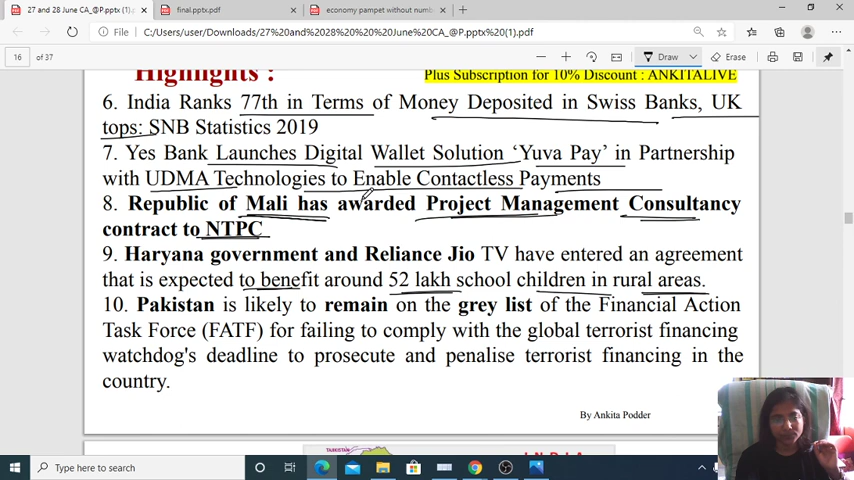 27 and 28 June CA_@P.pptx (1).p
final.pptx.pdf
economy pampet without numb
C:/Users/user/Downloads/27%20and%2028%20%20%20June%20CA_@P.pptx%20(1).pdf
16 of 37
Draw
Erase
Highlights :
Plus Subscription for 10% Discount : ANKITALIVE
6. India Ranks 77th in Terms of Money Deposited in Swiss Banks, UK
tops: SNB Statistics 2019
7. Yes Bank Launches Digital Wallet Solution ‘Yuva Pay’ in Partnership
with UDMA Technologies to Enable Contactless Payments
8. Republic of Mali has awarded Project Management Consultancy
contract to NTPC
9. Haryana government and Reliance Jio TV have entered an agreement
that is expected to benefit around 52 lakh school children in rural areas.
10. Pakistan is likely to remain on the grey list of the Financial Action
Task Force (FATF) for failing to comply with the global terrorist financing
watchdog's deadline to prosecute and penalise terrorist financing in the
country.
By Ankita Podder
Type here to search